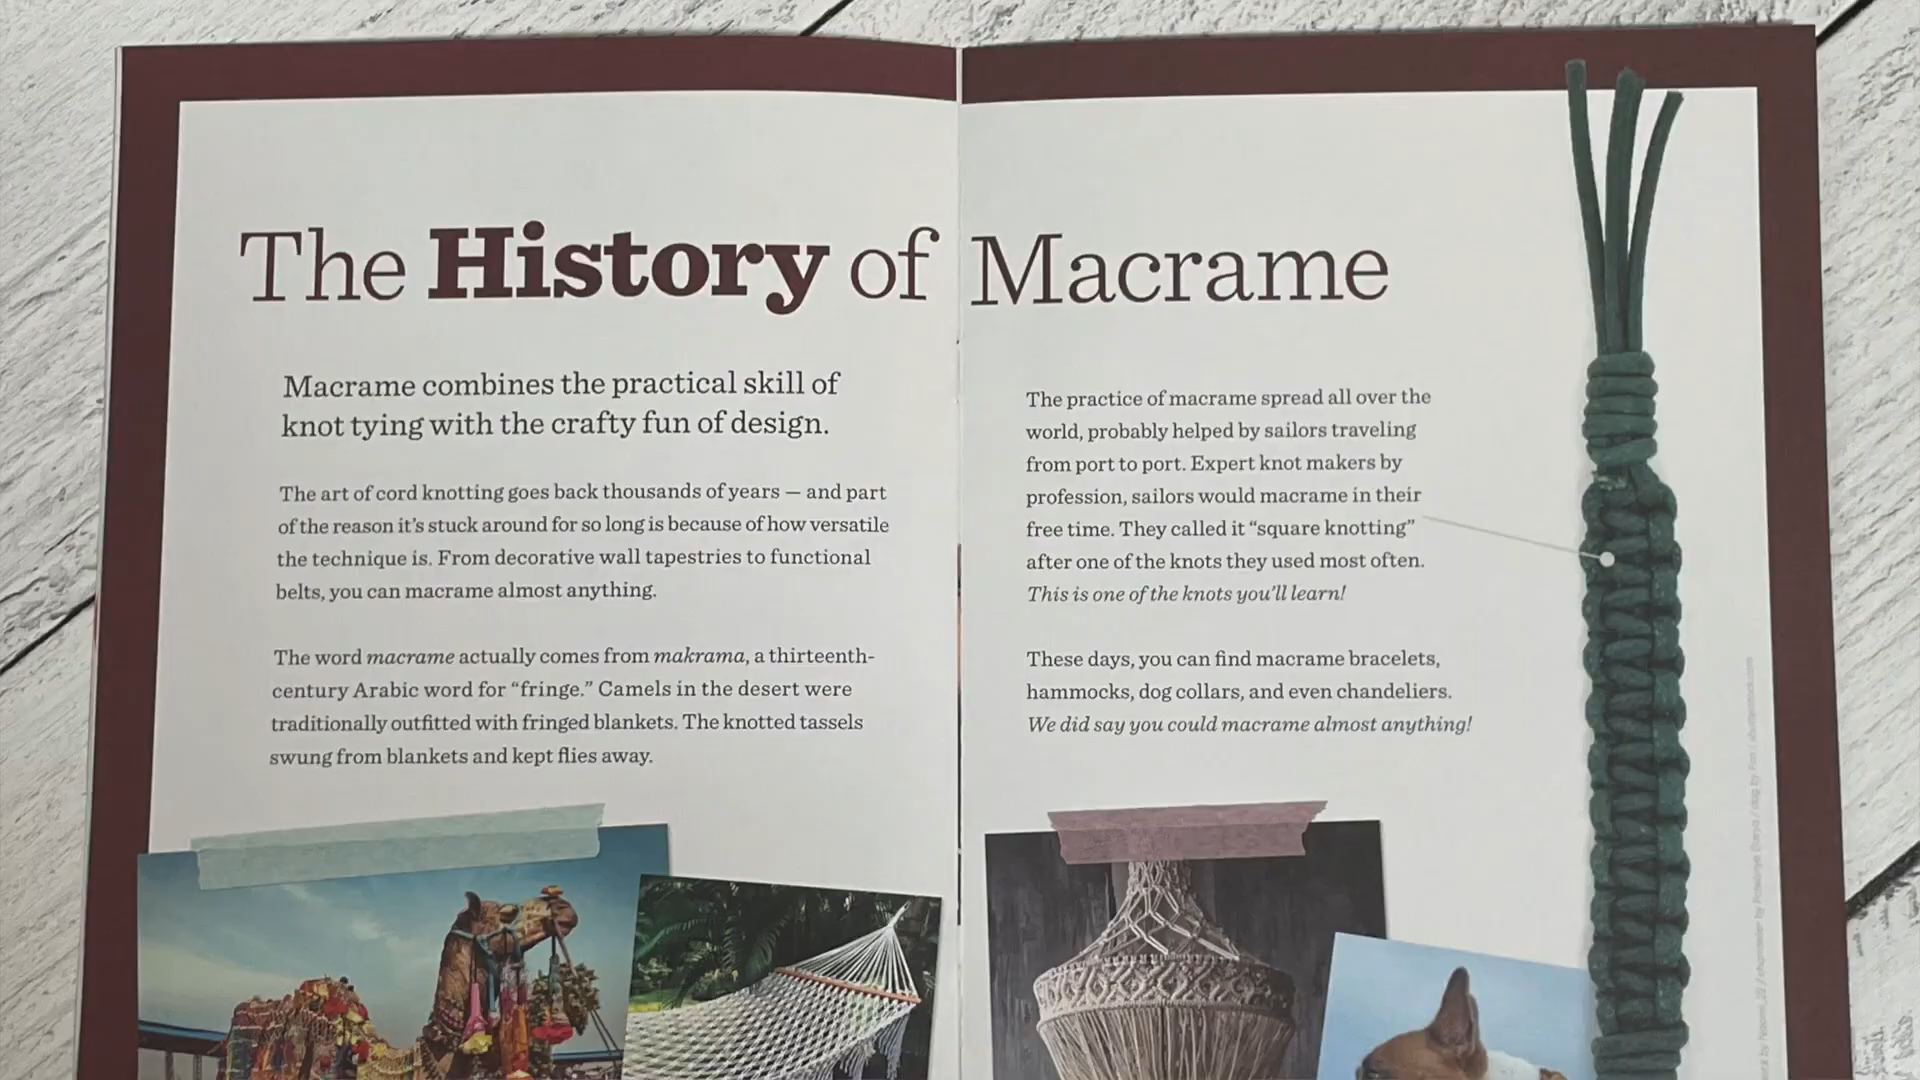 The History of Macrame
Macrame combines the practical skill of
knot tying with the crafty fun of design.
The art of cord knotting goes back thousands of years — and part
of the reason it’s stuck around for so long is because of how versatile
the technique is. From decorative wall tapestries to functional
belts, you can macrame almost anything.
The word macrame actually comes from makrama, a thirteenth-
century Arabic word for “fringe.” Camels in the desert were
traditionally outfitted with fringed blankets. The knotted tassels
swung from blankets and kept flies away.
The practice of macrame spread all over the
world, probably helped by sailors traveling
from port to port. Expert knot makers by
profession, sailors would macrame in their
free time. They called it “square knotting”
after one of the knots they used most often.
This is one of the knots you’ll learn!
These days, you can find macrame bracelets,
hammocks, dog collars, and even chandeliers.
We did say you could macrame almost anything!